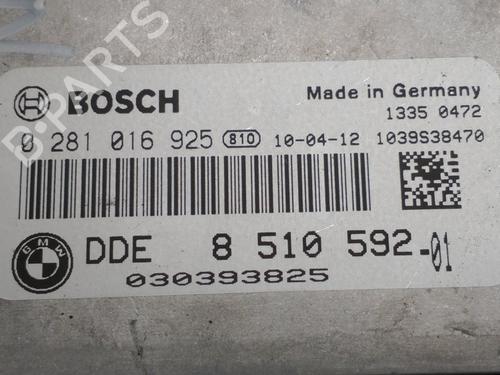 B-PARTS
BOSCH
Made in Germany
1335 0472
0 281 016 925 810 10-04-12 1039S38470
BMW
DDE 8 510 592-01
030393825